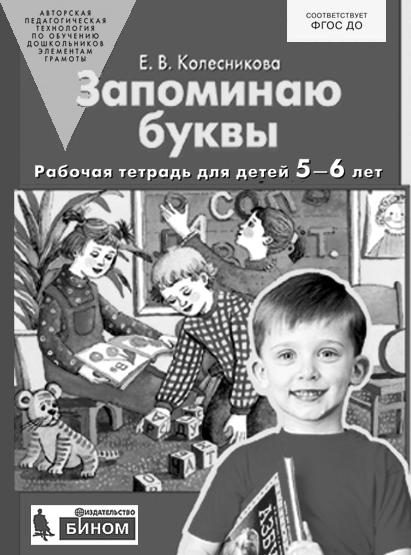 АВТОРСКАЯ
ПЕДАГОГИЧЕСКАЯ
ТЕХНОЛОГИЯ
ПО ОБУЧЕНИЮ
ДОШКОЛЬНИКОВ
ЭЛЕМЕНТАМ
ГРАМОТЫ
СООТВЕТСТВУЕТ
ФГОС ДО
Е. В. Колесникова
Запоминаю
буквы
Рабочая тетрадь для детей 5–6 лет
АЗБУ
ИЗДАТЕЛЬСТВО
БИНОМ